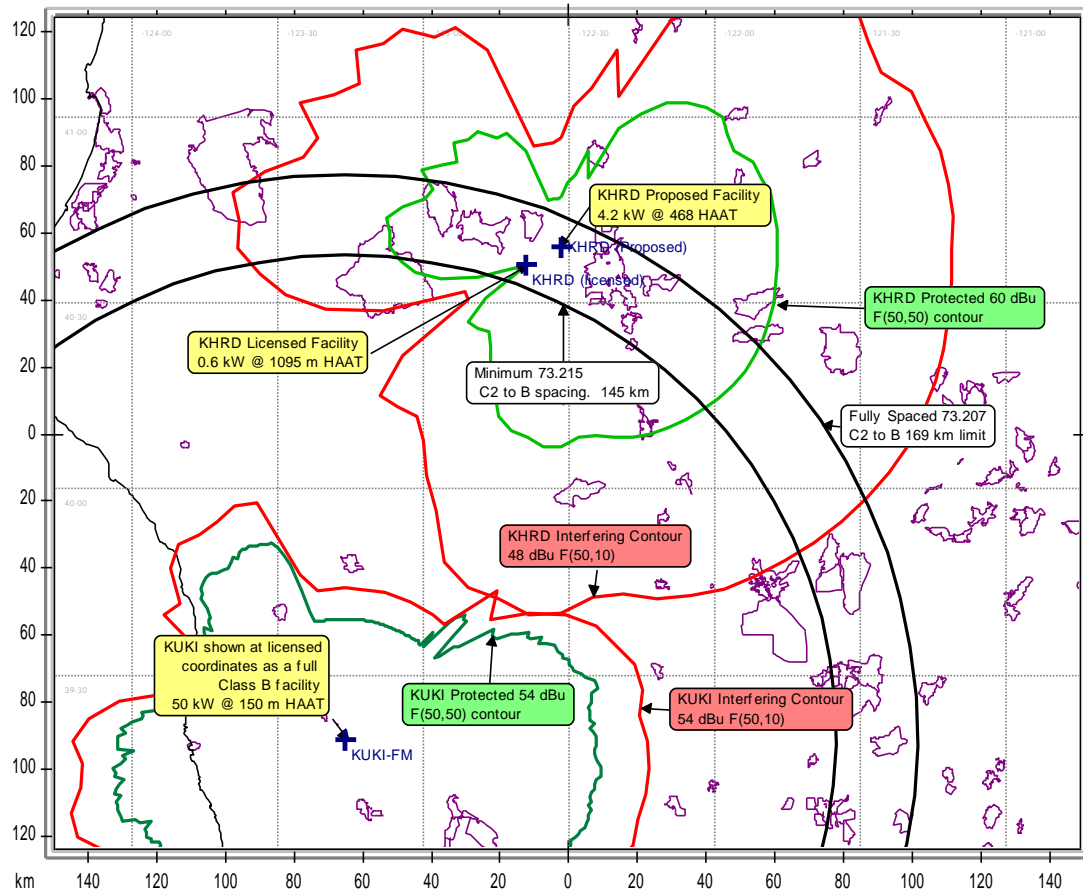 -124-00
-123-30
-122-30
-122-00
-121-30
-121-00
120
100
80
60
40
20
0
20
40
60
80
100
120
41-00
40-30
40-00
39-30
KHRD Proposed Facility
4.2 kW @ 468 HAAT
KHRD (Proposed)
KHRD (licensed)
KHRD Protected 60 dBu
F(50,50) contour
KHRD Licensed Facility
0.6 kW @ 1095 m HAAT
Minimum 73.215
C2 to B spacing. 145 km
Fully Spaced 73.207
C2 to B 169 km limit
KHRD Interfering Contour
48 dBu F(50,10)
KUKI shown at licensed
coordinates as a full
Class B facility
50 kW @ 150 m HAAT
KUKI Protected 54 dBu
F(50,50) contour
KUKI Interfering Contour
54 dBu F(50,10)
KUKI-FM
km 140 120 100 80 60 40 20 0 20 40 60 80 100 120 140